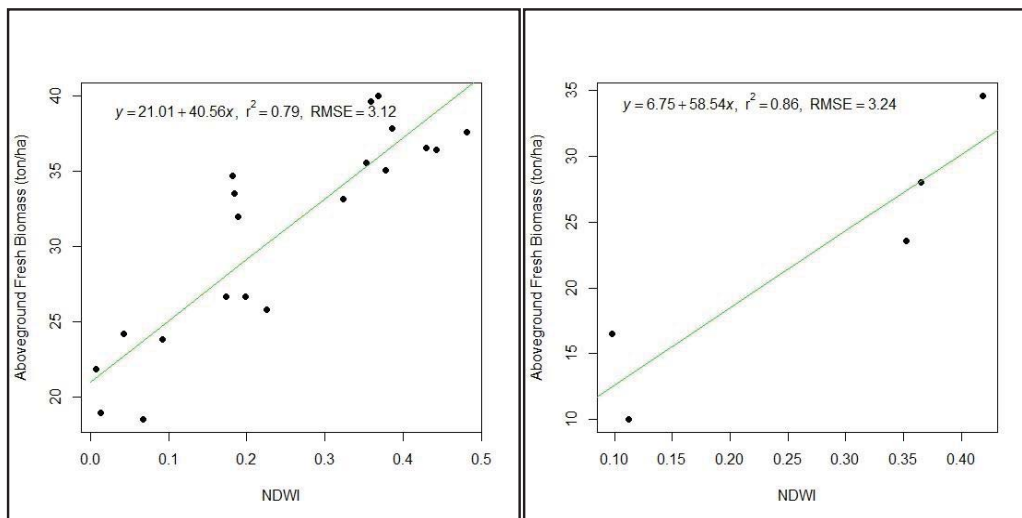 y = 21.01 + 40.56x, r² = 0.79, RMSE = 3.12
Aboveground Fresh Biomass (ton/ha)
40
35
30
25
20
0.0 0.1 0.2 0.3 0.4 0.5
NDWI
y = 6.75 + 58.54x, r² = 0.86, RMSE = 3.24
Aboveground Fresh Biomass (ton/ha)
35
30
25
20
15
10
0.10 0.15 0.20 0.25 0.30 0.35 0.40
NDWI